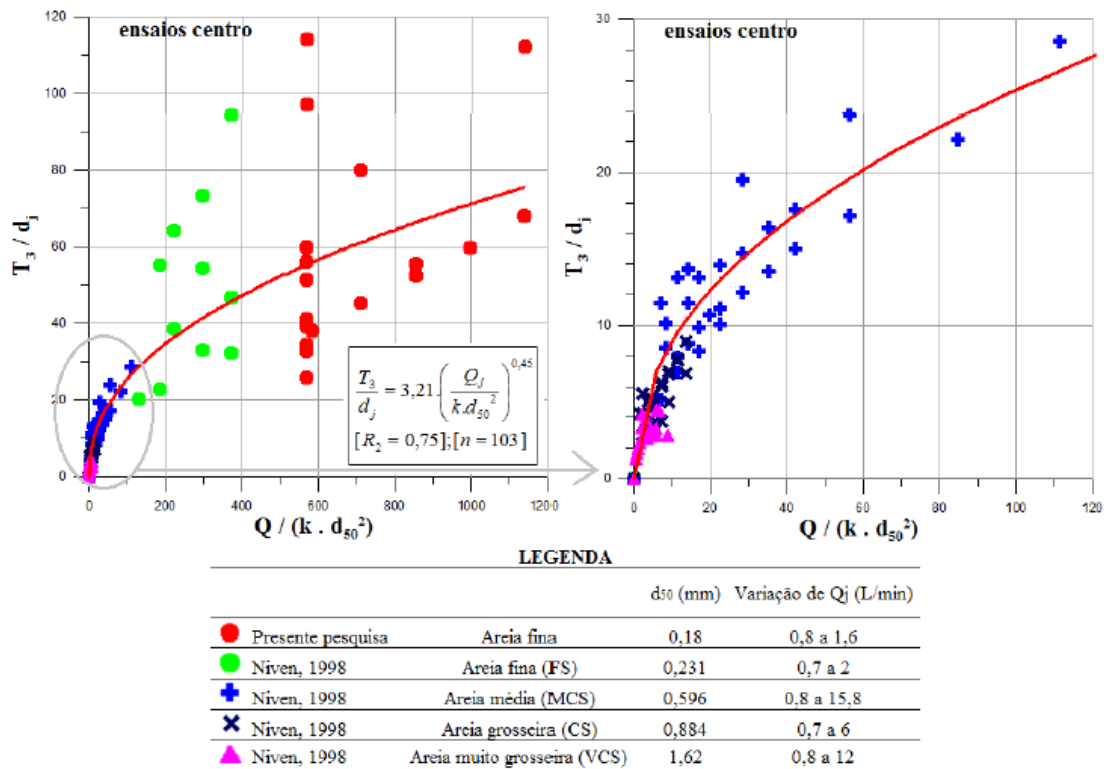 ensaios centro
120
100
80
60
40
20
0
T₃ / dⱼ
0 200 400 600 800 1000 1200
Q / (k . d₅₀²)
T₃/dⱼ = 3,21.(Q_J/k.d₅₀²)^0,45
[R₂ = 0,75];[n = 103]
ensaios centro
30
20
10
0
T₃ / dⱼ
0 20 40 60 80 100 120
Q / (k . d₅₀²)
LEGENDA
d50 (mm) Variação de Qj (L/min)
Presente pesquisa Areia fina 0,18 0,8 a 1,6
Niven, 1998 Areia fina (FS) 0,231 0,7 a 2
Niven, 1998 Areia média (MCS) 0,596 0,8 a 15,8
Niven, 1998 Areia grosseira (CS) 0,884 0,7 a 6
Niven, 1998 Areia muito grosseira (VCS) 1,62 0,8 a 12